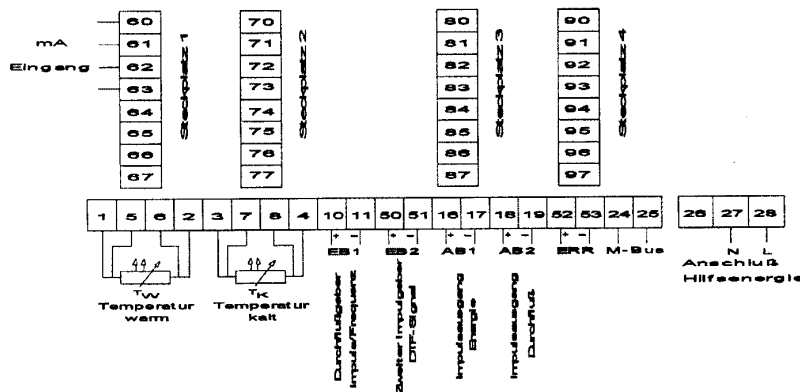 60 70 80 90
mA 61 71 81 91
Eingang 62 72 82 92
63 73 83 93
64 74 84 94
65 75 85 95
66 76 86 96
67 77 87 97
Steckplatz 1
Steckplatz 2
Steckplatz 3
Steckplatz 4
1 5 6 2 3 7 8 4 10 11 50 51 16 17 18 19 52 53 24 25 26 27 28
+ - + - + - + - + -
EB1 EB2 AB1 AB2 ERR M-Bus N L
TW
Temperatur
warm
TK
Temperatur
kalt
Durchflußgeber
Impulse/Frequenz
Zweiter Impulgeber
DTF-Signal
Impulsausgang
Energie
Impulsausgang
Durchfluß
Anschluß
Hilfsenergie